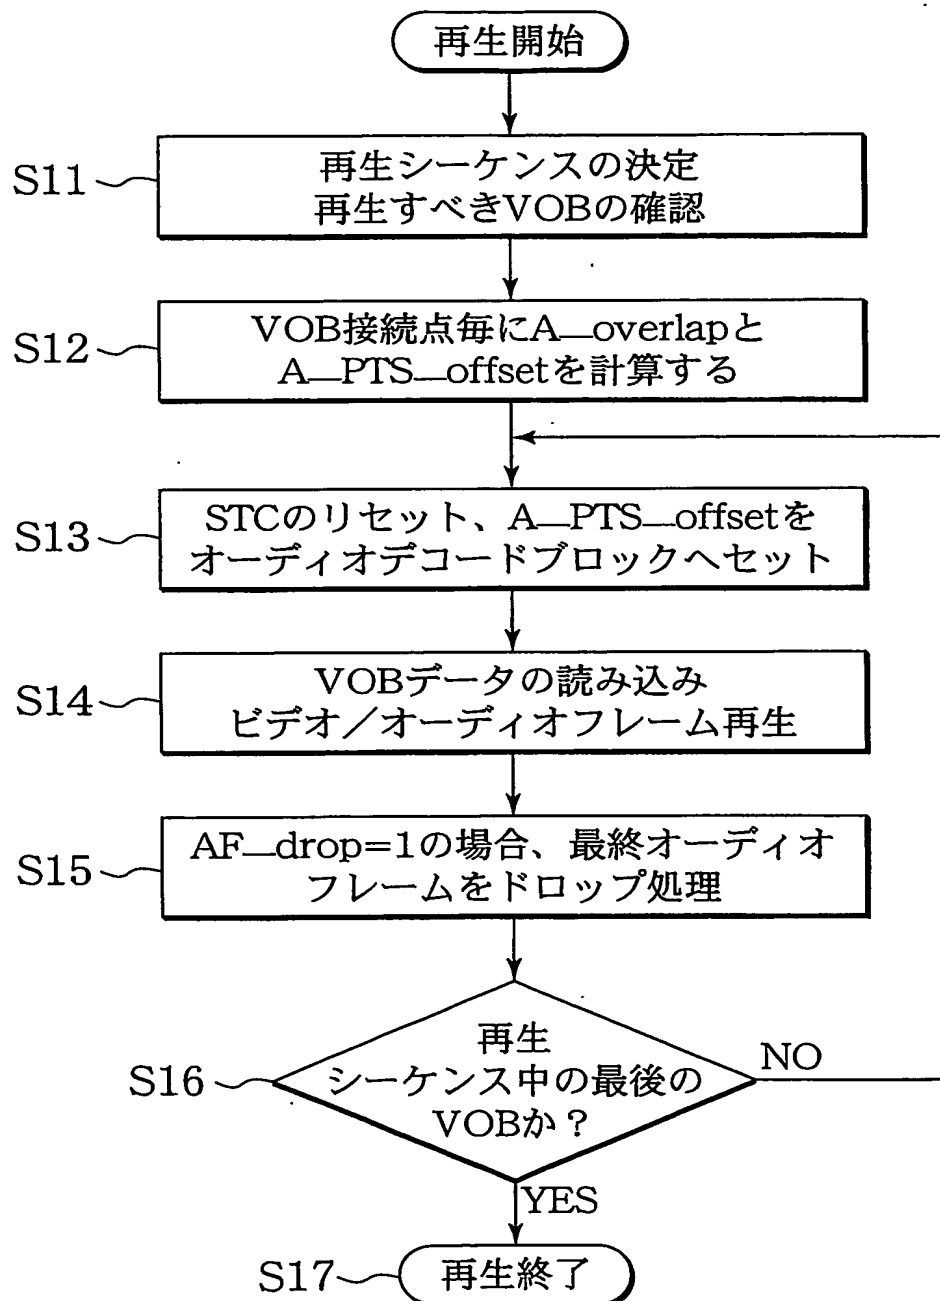 再生開始
S11
再生シーケンスの決定
再生すべきVOBの確認
S12
VOB接続点毎にA_overlapと
A_PTS_offsetを計算する
S13
STCのリセット、A_PTS_offsetを
オーディオデコードブロックへセット
S14
VOBデータの読み込み
ビデオ／オーディオフレーム再生
S15
AF_drop=1の場合、最終オーディオ
フレームをドロップ処理
S16
再生
シーケンス中の最後の
VOBか？
NO
YES
S17
再生終了